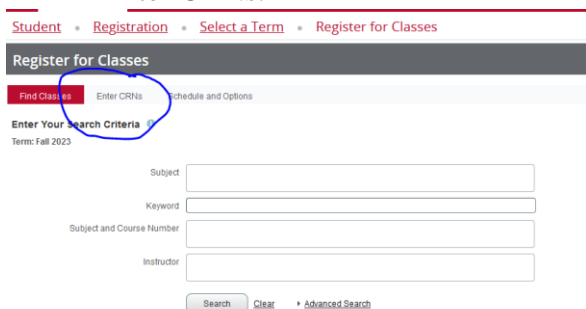 Student • Registration • Select a Term • Register for Classes
Register for Classes
Find Classes Enter CRNs Schedule and Options
Enter Your Search Criteria
Term: Fall 2023
Subject
Keyword
Subject and Course Number
Instructor
Search Clear Advanced Search